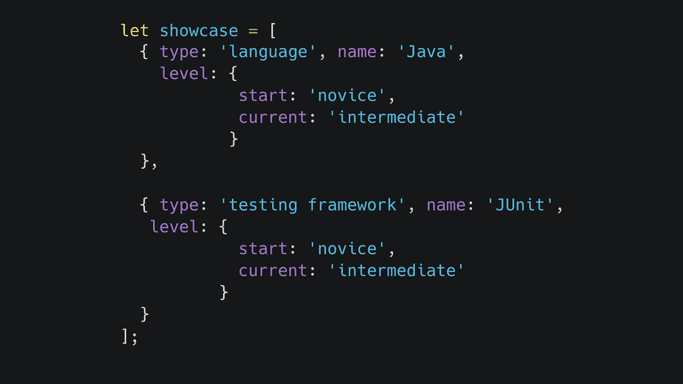 let showcase = [
{ type: 'language', name: 'Java',
level: {
start: 'novice',
current: 'intermediate'
}
},
{ type: 'testing framework', name: 'JUnit',
level: {
start: 'novice',
current: 'intermediate'
}
}
];